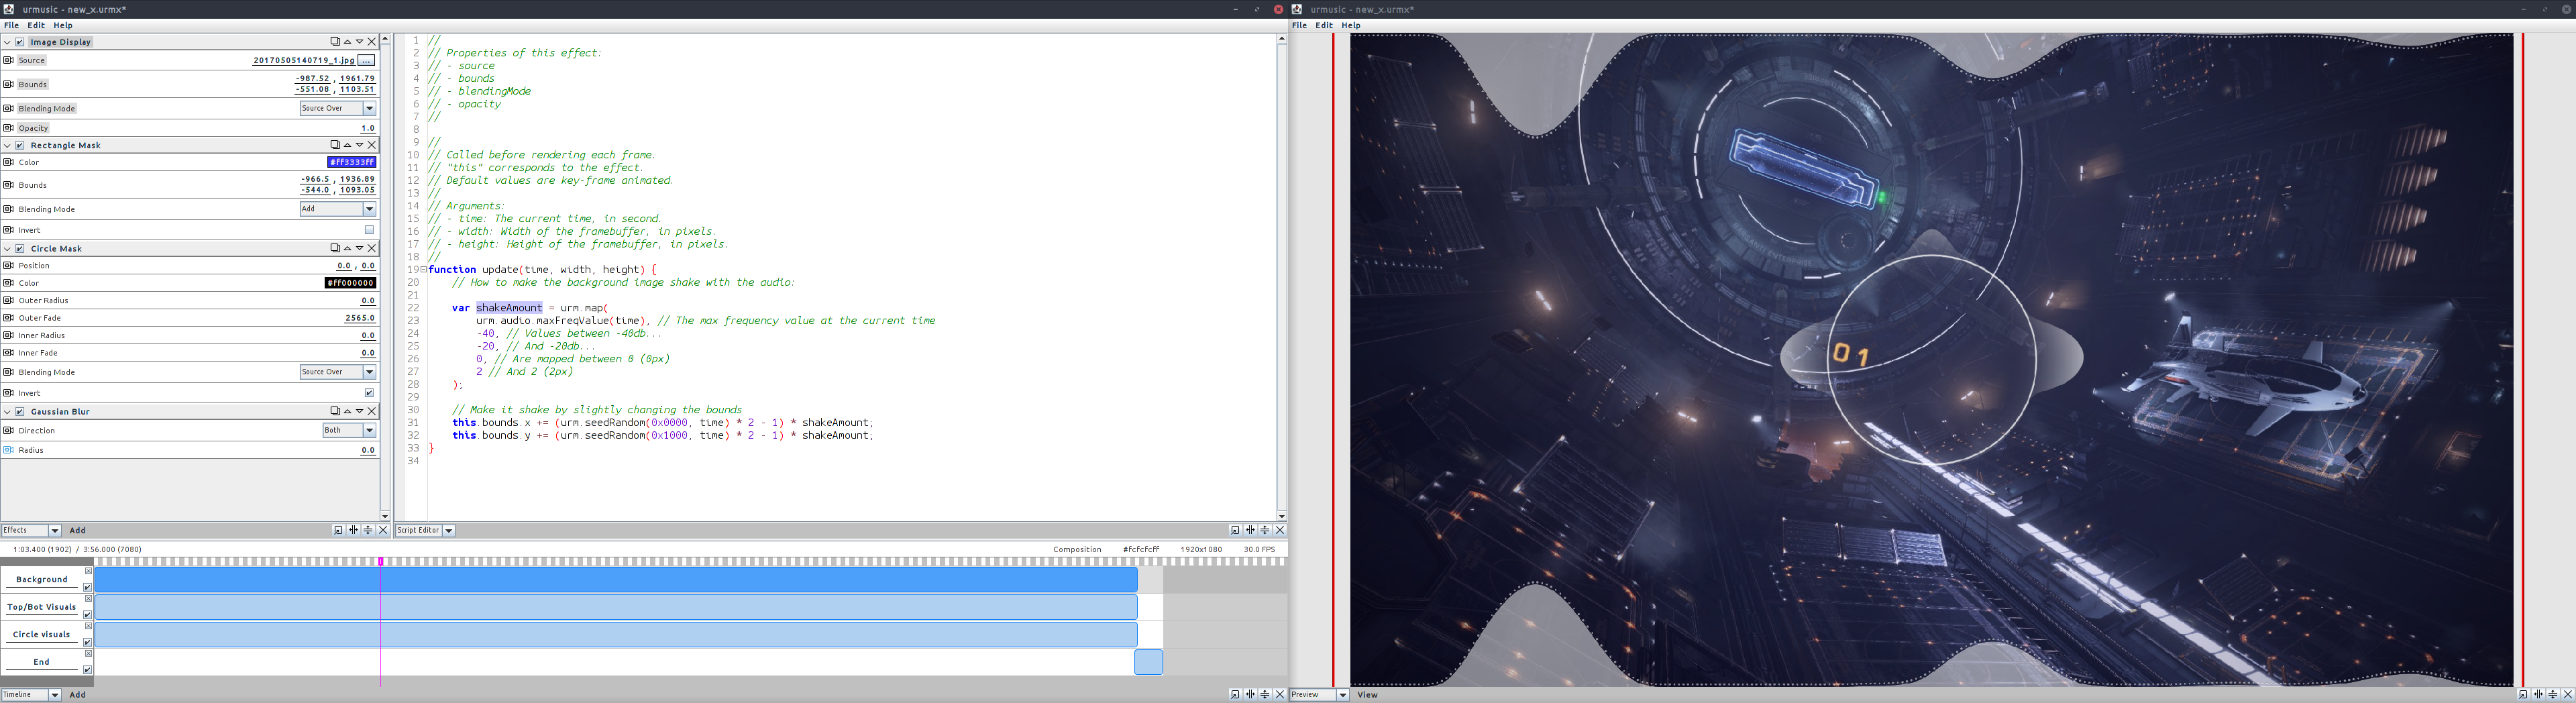 urmusic - new_x.urmx*
File Edit Help
Image Display
Source 20170505140719_1.jpg ...
Bounds -987.52 , 1961.79
-551.08 , 1103.51
Blending Mode Source Over
Opacity 1.0
Rectangle Mask
Color #ff3333ff
Bounds -966.5 , 1936.89
-544.0 , 1093.05
Blending Mode Add
Invert
Circle Mask
Position 0.0 , 0.0
Color #ff000000
Outer Radius 0.0
Outer Fade 2565.0
Inner Radius 0.0
Inner Fade 0.0
Blending Mode Source Over
Invert
Gaussian Blur
Direction Both
Radius 0.0
Effects Add
1 //
2 // Properties of this effect:
3 // - source
4 // - bounds
5 // - blendingMode
6 // - opacity
7 //
8
9 //
10 // Called before rendering each frame.
11 // "this" corresponds to the effect.
12 // Default values are key-frame animated.
13 //
14 // Arguments:
15 // - time: The current time, in second.
16 // - width: Width of the framebuffer, in pixels.
17 // - height: Height of the framebuffer, in pixels.
18 //
19 function update(time, width, height) {
20 // How to make the background image shake with the audio:
21
22 var shakeAmount = urm.map(
23 urm.audio.maxFreqValue(time), // The max frequency value at the current time
24 -40, // Values between -40db...
25 -20, // And -20db...
26 0, // Are mapped between 0 (0px)
27 2 // And 2 (2px)
28 );
29
30 // Make it shake by slightly changing the bounds
31 this.bounds.x += (urm.seedRandom(0x0000, time) * 2 - 1) * shakeAmount;
32 this.bounds.y += (urm.seedRandom(0x1000, time) * 2 - 1) * shakeAmount;
33 }
34
Script Editor
1:03.400 (1902) / 3:56.000 (7080) Composition #fcfcfcff 1920x1080 30.0 FPS
Background
Top/Bot Visuals
Circle visuals
End
Timeline Add
urmusic - new_x.urmx*
File Edit Help
01
Preview View